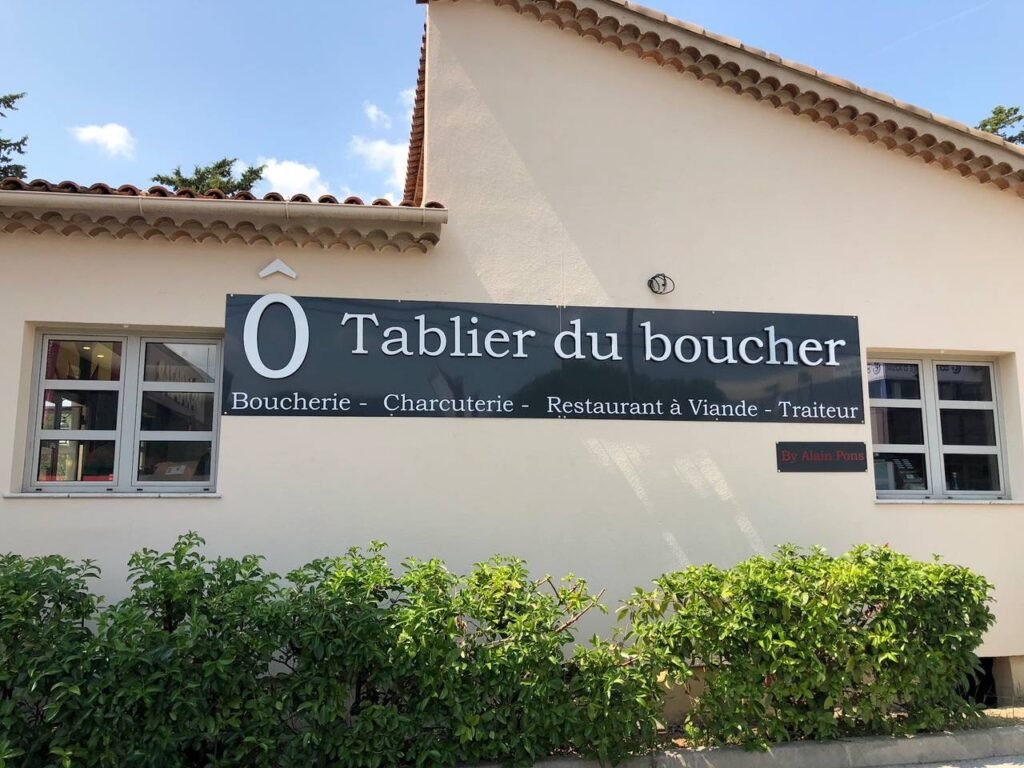 Ô Tablier du boucher
Boucherie - Charcuterie - Restaurant à Viande - Traiteur
By Alain Pons